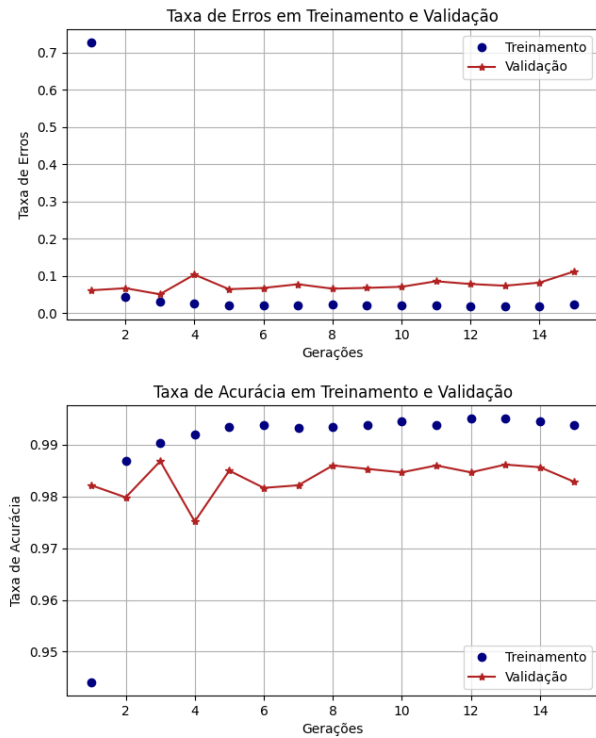 Taxa de Erros em Treinamento e Validação
Taxa de Erros
0.7
0.6
0.5
0.4
0.3
0.2
0.1
0.0
Treinamento
Validação
2 4 6 8 10 12 14
Gerações
Taxa de Acurácia em Treinamento e Validação
Taxa de Acurácia
0.99
0.98
0.97
0.96
0.95
Treinamento
Validação
2 4 6 8 10 12 14
Gerações